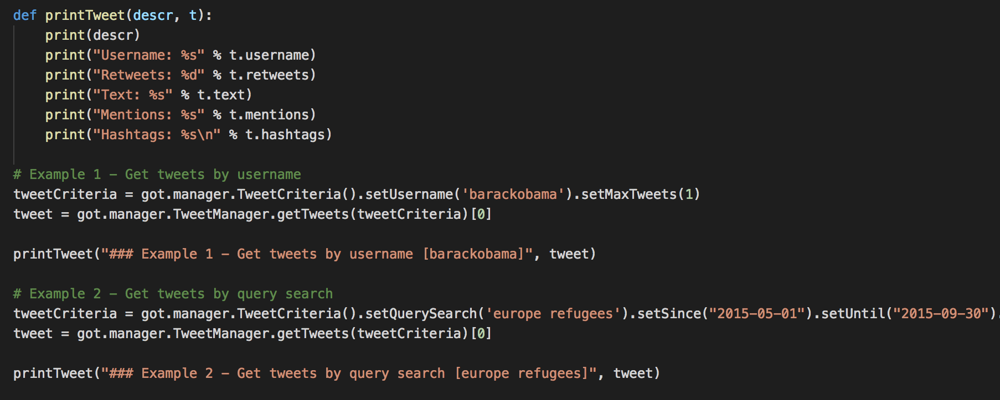 def printTweet(descr, t):
    print(descr)
    print("Username: %s" % t.username)
    print("Retweets: %d" % t.retweets)
    print("Text: %s" % t.text)
    print("Mentions: %s" % t.mentions)
    print("Hashtags: %s\n" % t.hashtags)
# Example 1 - Get tweets by username
tweetCriteria = got.manager.TweetCriteria().setUsername('barackobama').setMaxTweets(1)
tweet = got.manager.TweetManager.getTweets(tweetCriteria)[0]
printTweet("### Example 1 - Get tweets by username [barackobama]", tweet)
# Example 2 - Get tweets by query search
tweetCriteria = got.manager.TweetCriteria().setQuerySearch('europe refugees').setSince("2015-05-01").setUntil("2015-09-30").
tweet = got.manager.TweetManager.getTweets(tweetCriteria)[0]
printTweet("### Example 2 - Get tweets by query search [europe refugees]", tweet)